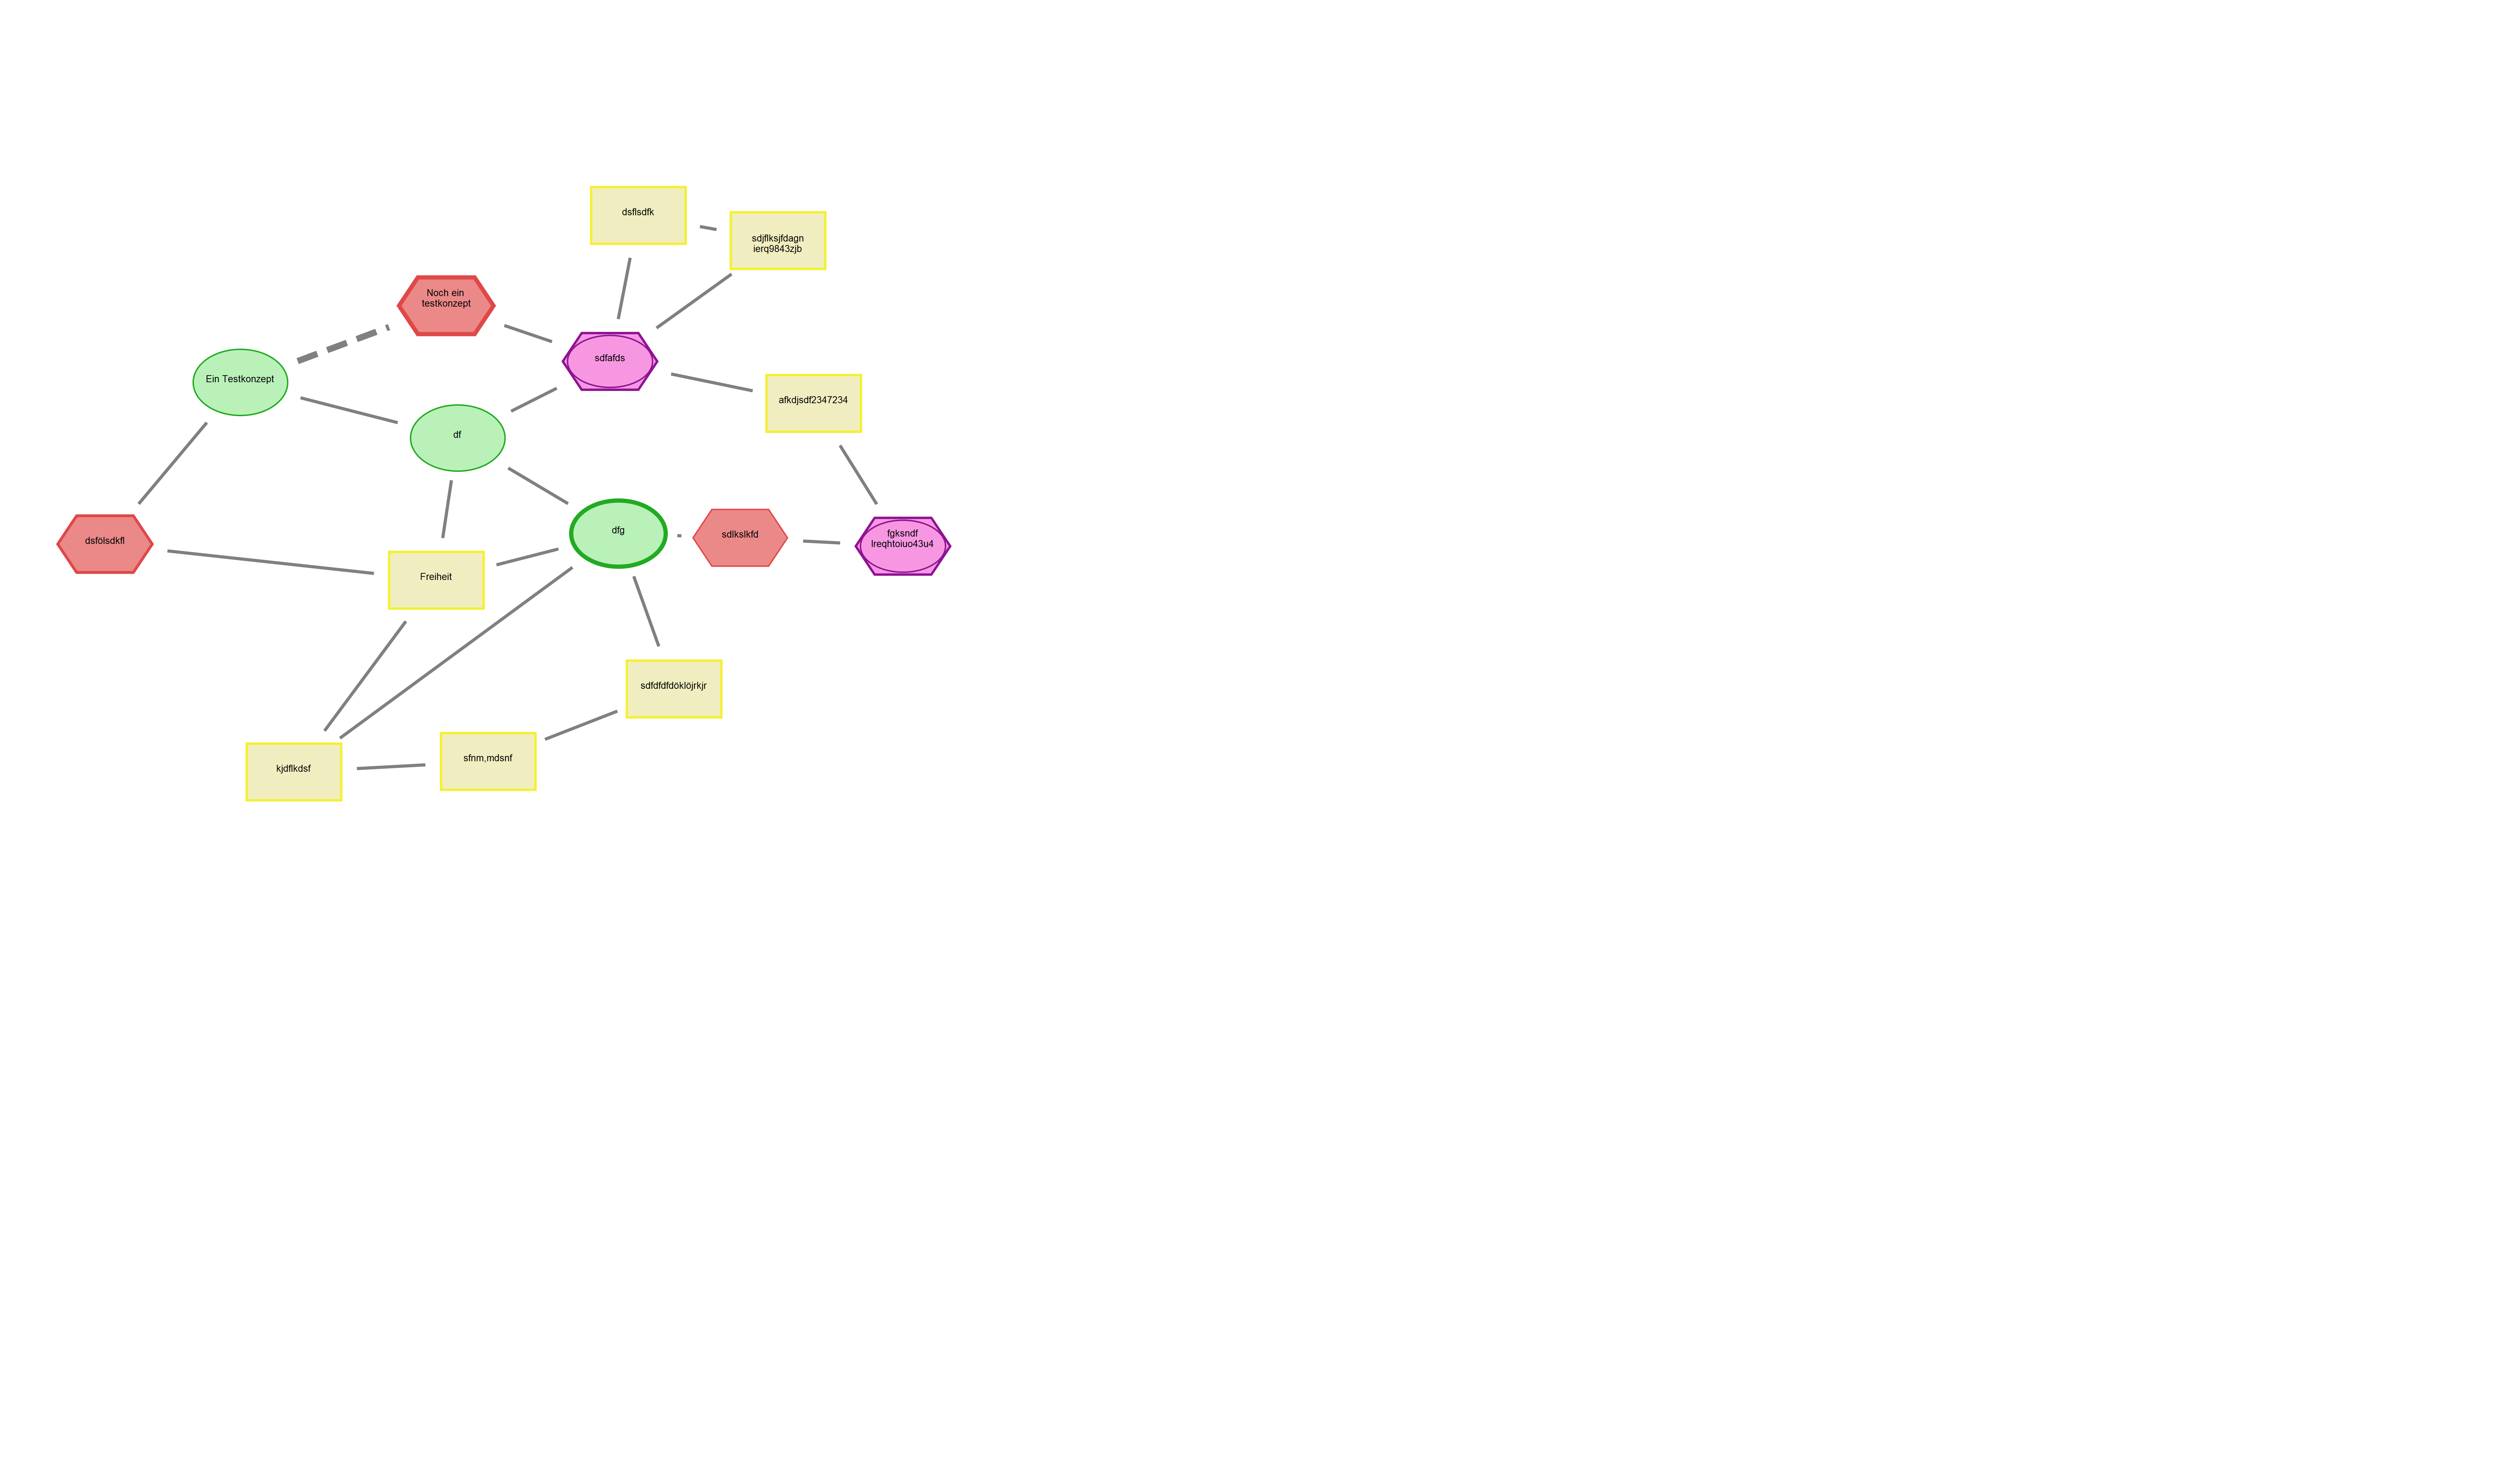 dsflsdfk
sdjflksjfdagn
ierq9843zjb
Noch ein
testkonzept
sdfafds
Ein Testkonzept
afkdjsdf2347234
df
dfg
sdlkslkfd
fgksndf
lreqhtoiuo43u4
dsfölsdkfl
Freiheit
sdfdfdfdöklöjrkjr
sfnm,mdsnf
kjdflkdsf